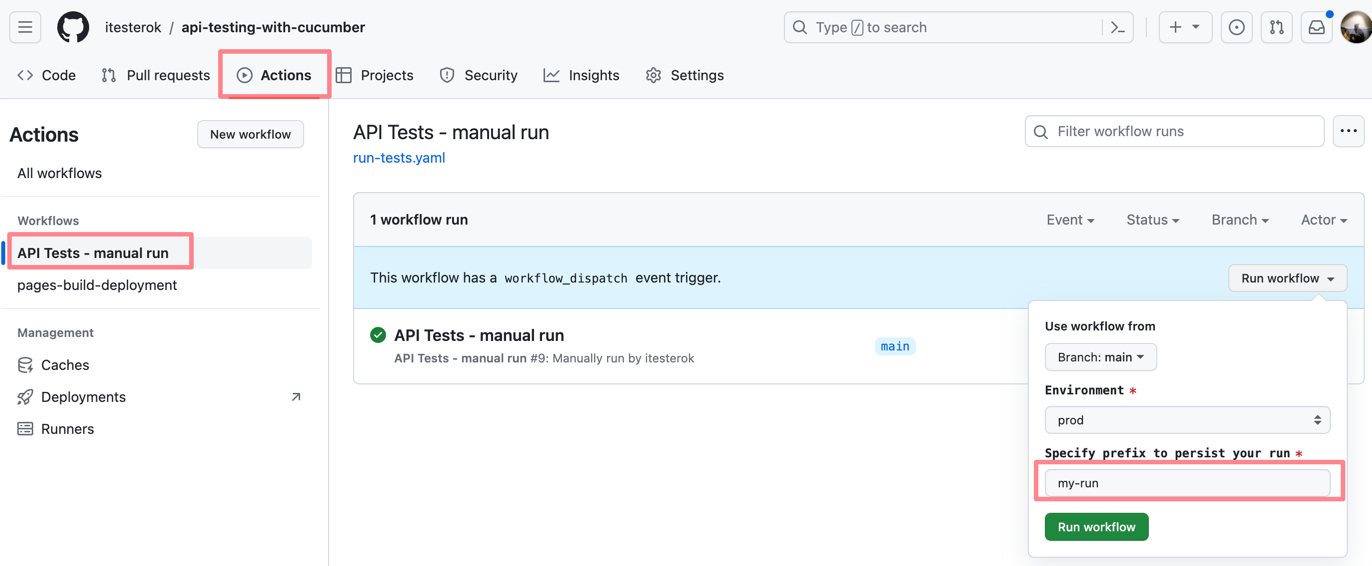 itesterok / api-testing-with-cucumber
Type / to search
Code Pull requests Actions Projects Security Insights Settings
Actions
New workflow
All workflows
Workflows
API Tests - manual run
pages-build-deployment
Management
Caches
Deployments
Runners
API Tests - manual run
run-tests.yaml
Filter workflow runs
1 workflow run
Event Status Branch Actor
This workflow has a workflow_dispatch event trigger.
Run workflow
API Tests - manual run
API Tests - manual run #9: Manually run by itesterok
main
Use workflow from
Branch: main
Environment *
prod
Specify prefix to persist your run *
my-run
Run workflow